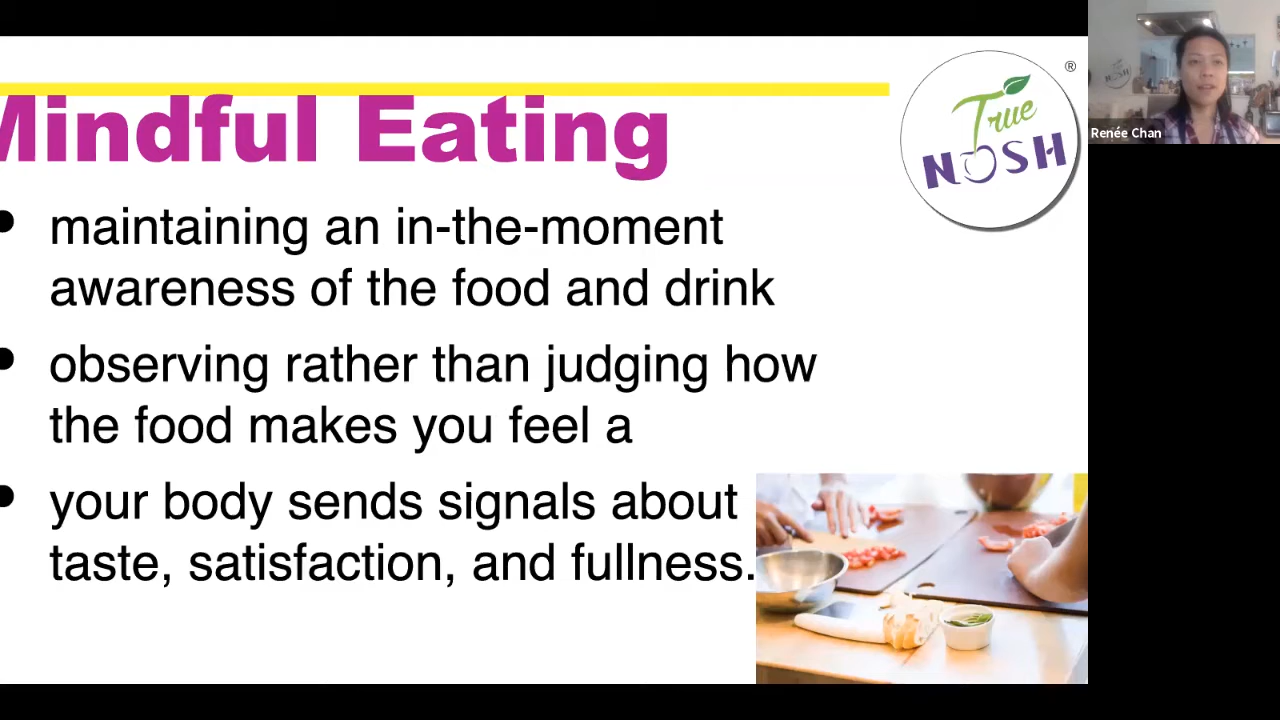 Mindful Eating
®
True
NOSH
Renée Chan
• maintaining an in-the-moment
awareness of the food and drink
• observing rather than judging how
the food makes you feel a
• your body sends signals about
taste, satisfaction, and fullness.
NOSH